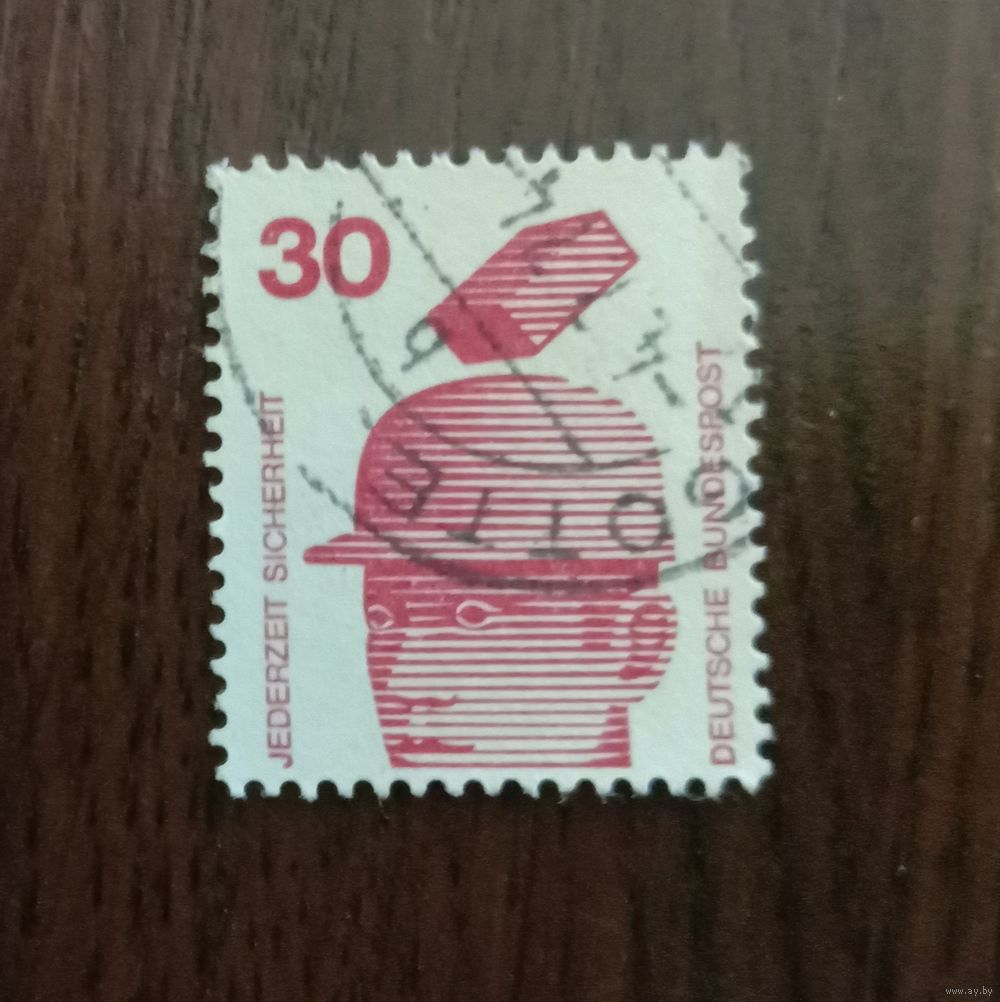 30
JEDERZEIT SICHERHEIT
DEUTSCHE BUNDESPOST
www.ay.by